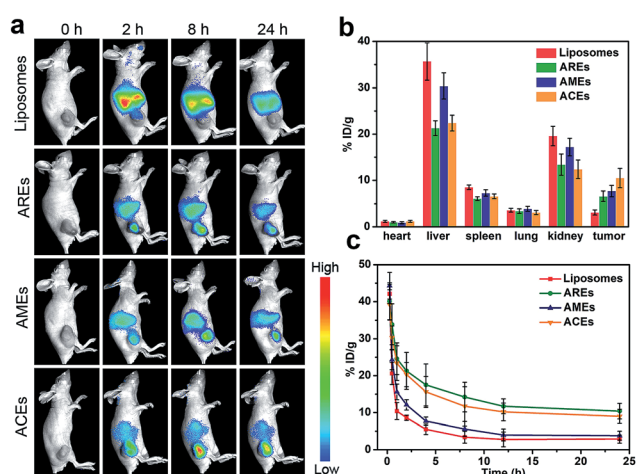 a
0 h 2 h 8 h 24 h
Liposomes
AREs
AMEs
ACEs
High
Low
b
% ID/g
40
30
20
10
0
Liposomes
AREs
AMEs
ACEs
heart liver spleen lung kidney tumor
c
% ID/g
50
40
30
20
10
0
Liposomes
AREs
AMEs
ACEs
0 5 10 15 20 25
Time (h)